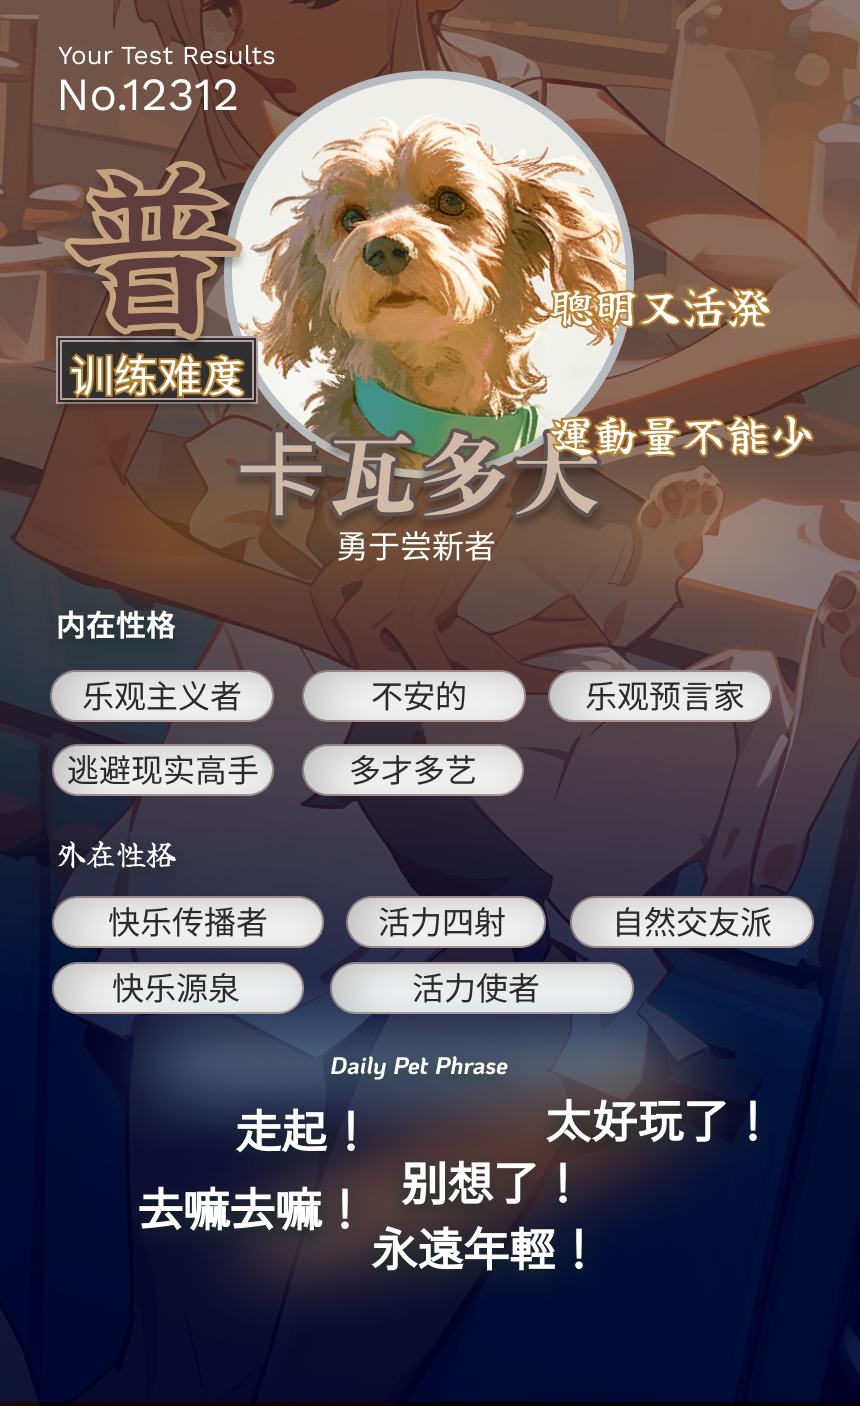 Your Test Results
No.12312
普
训练难度
聰明又活潑
運動量不能少
卡瓦多犬
勇于尝新者
内在性格
乐观主义者
不安的
乐观预言家
逃避现实高手
多才多艺
外在性格
快乐传播者
活力四射
自然交友派
快乐源泉
活力使者
Daily Pet Phrase
走起！
太好玩了！
别想了！
去嘛去嘛！
永遠年輕！